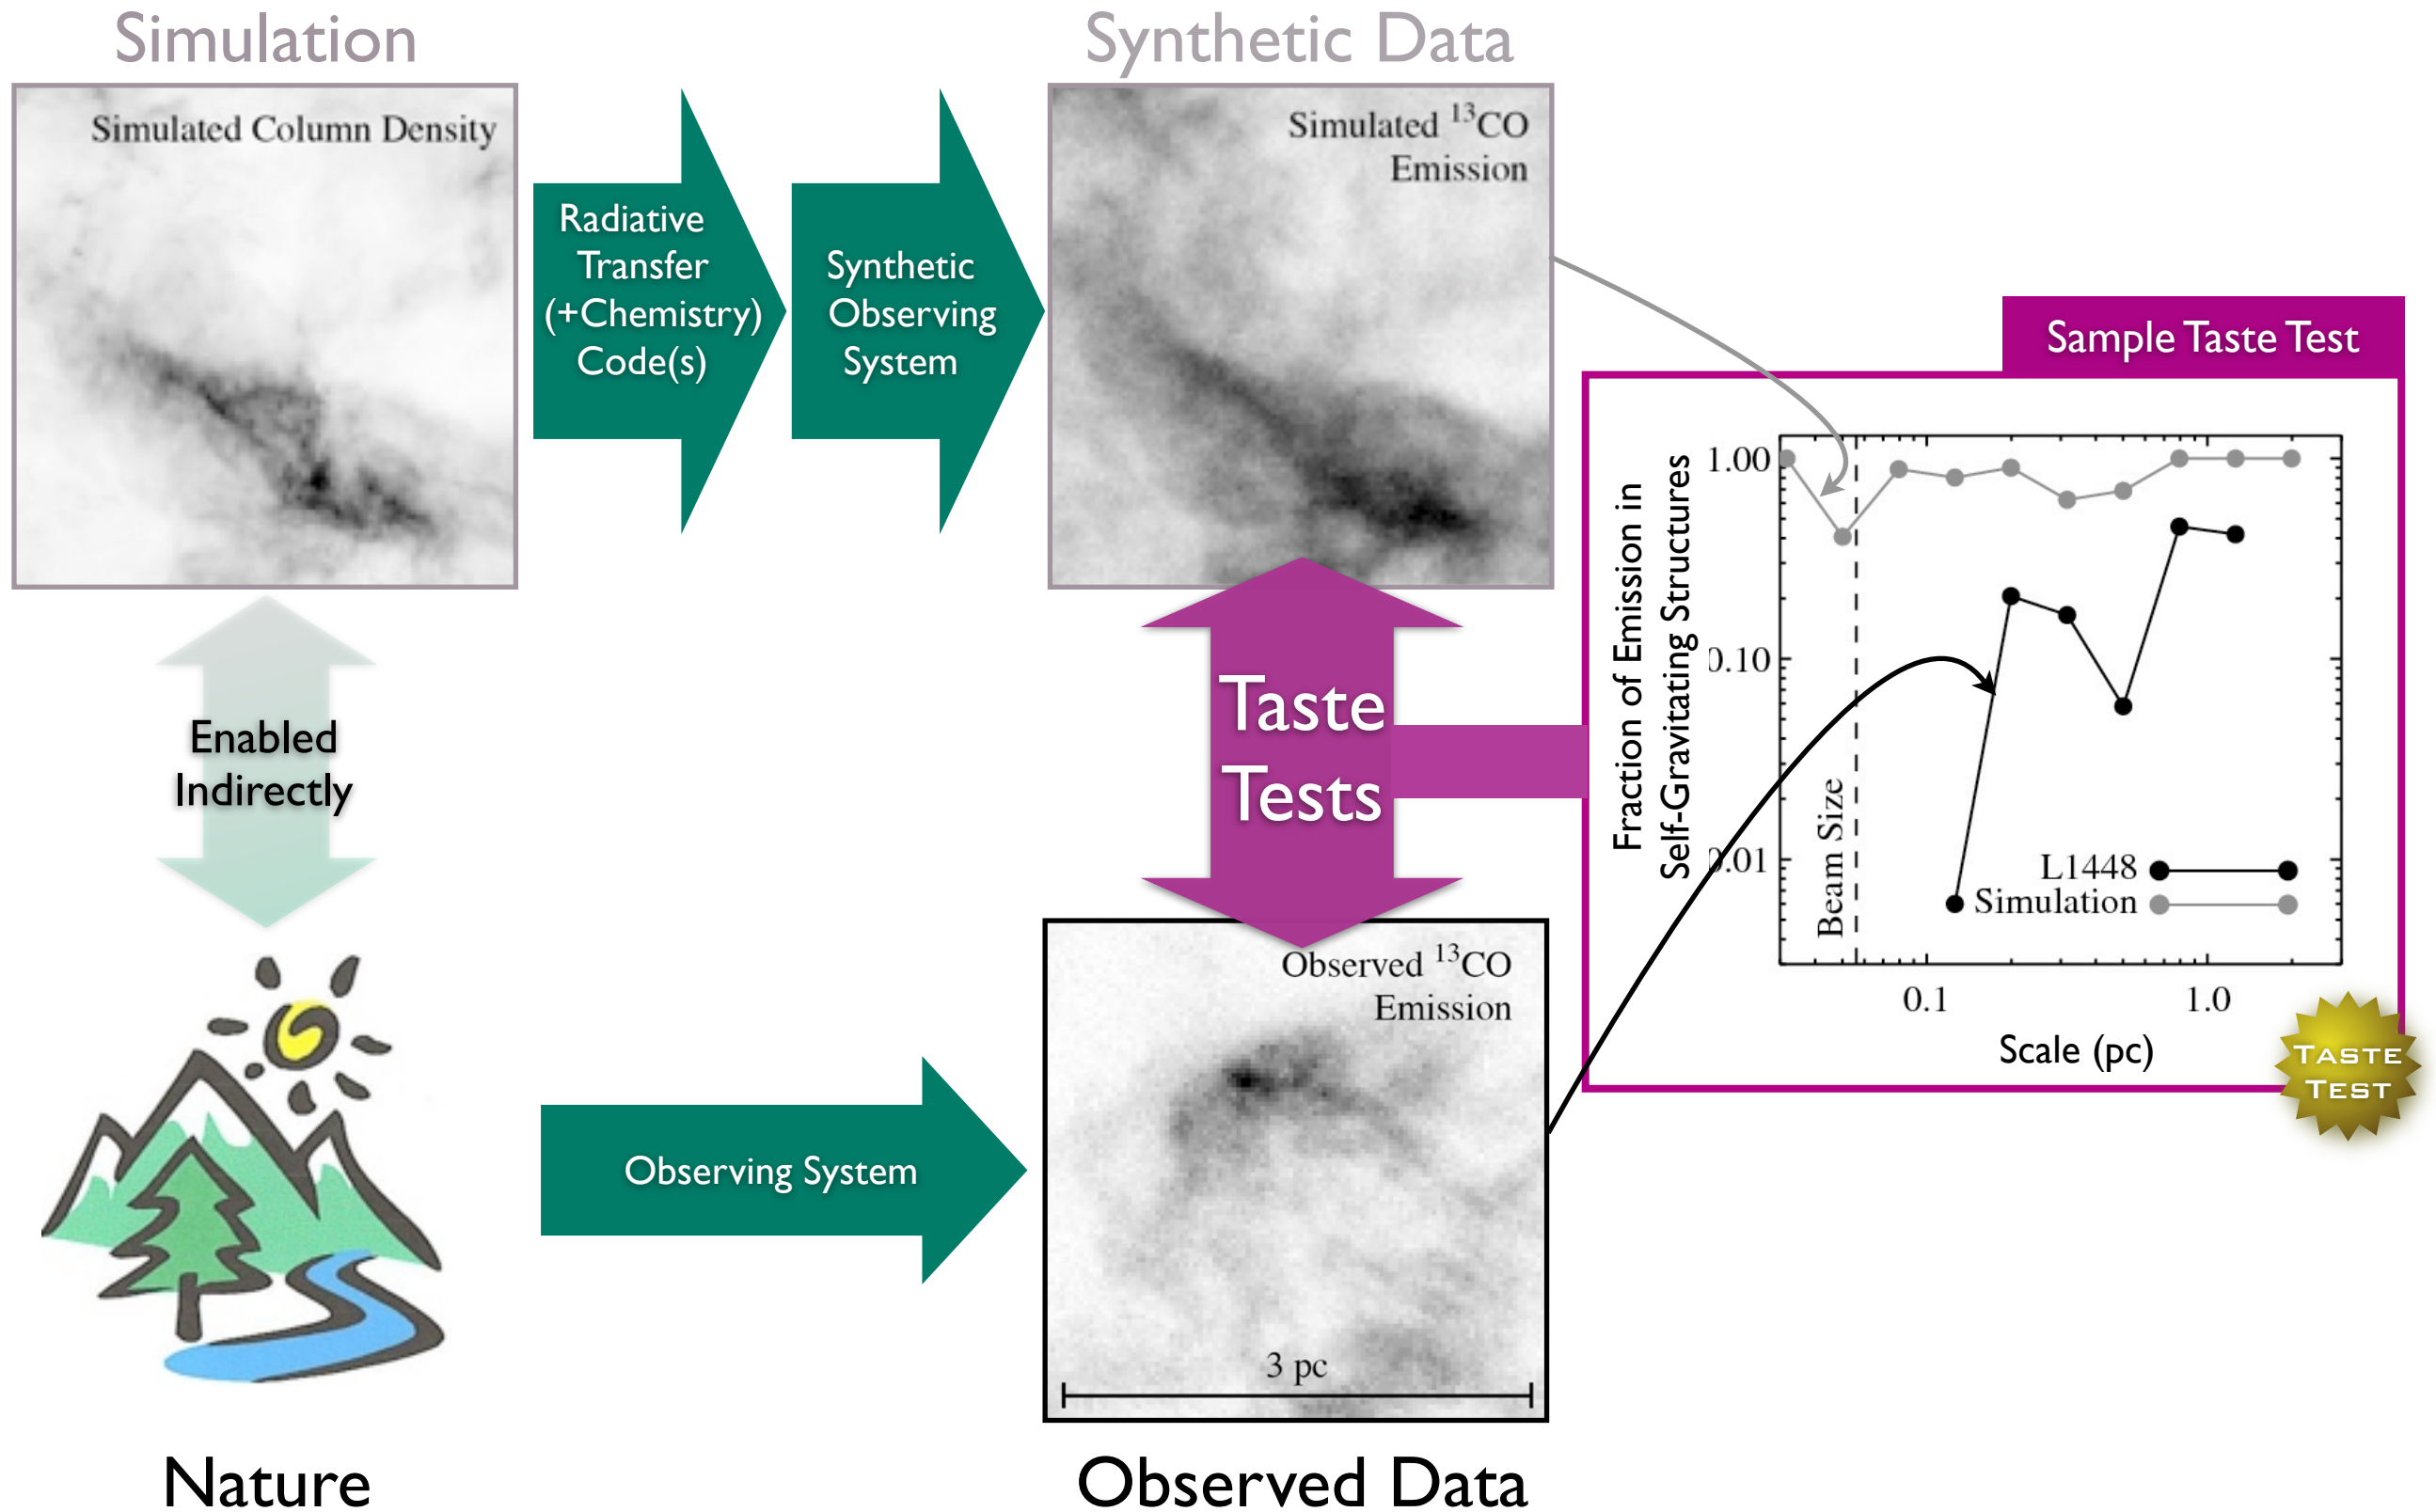 Simulation
Synthetic Data
Simulated Column Density
Radiative
Transfer
(+Chemistry)
Code(s)
Synthetic
Observing
System
Simulated ¹³CO
Emission
Sample Taste Test
Fraction of Emission in
Self-Gravitating Structures
1.00
0.10
0.01
Beam Size
L1448
Simulation
0.1
1.0
Scale (pc)
TASTE
TEST
Enabled
Indirectly
Taste
Tests
Observing System
Observed ¹³CO
Emission
3 pc
Nature
Observed Data